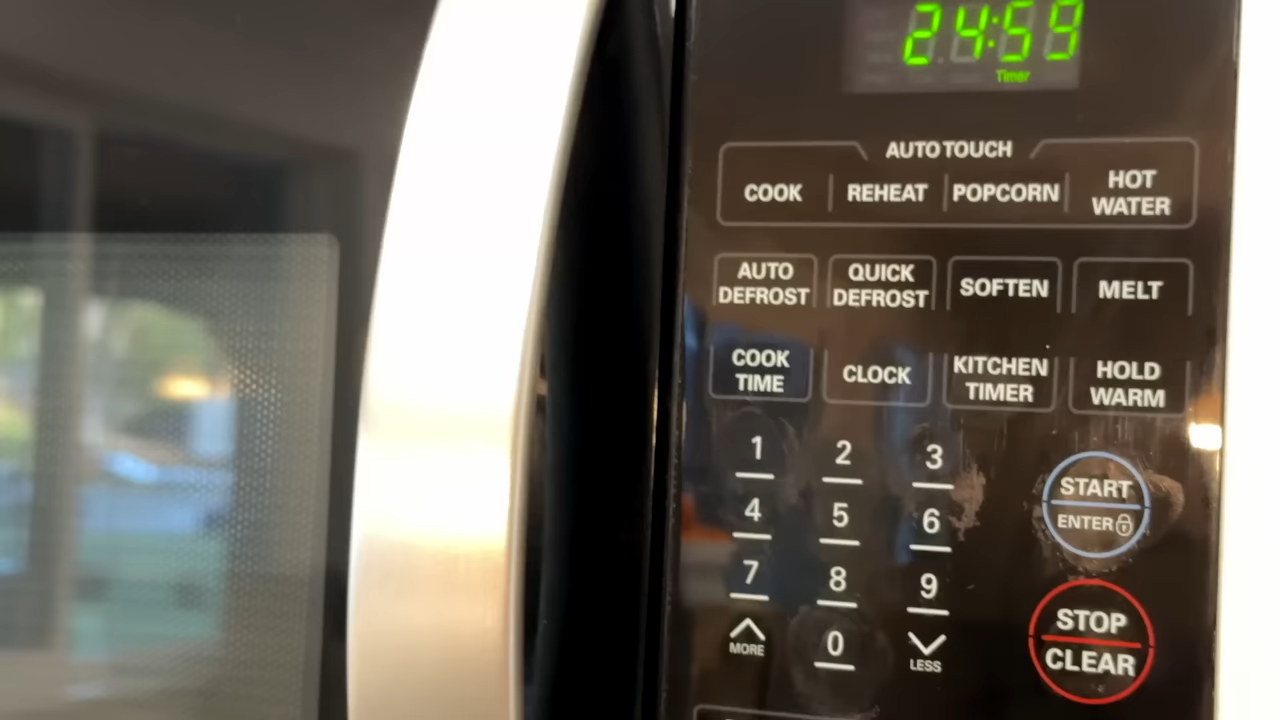 24:59
Timer
AUTO TOUCH
COOK REHEAT POPCORN HOT WATER
AUTO DEFROST QUICK DEFROST SOFTEN MELT
COOK TIME CLOCK KITCHEN TIMER HOLD WARM
1 2 3
START
4 5 6
ENTER
7 8 9
STOP
CLEAR
MORE 0 LESS